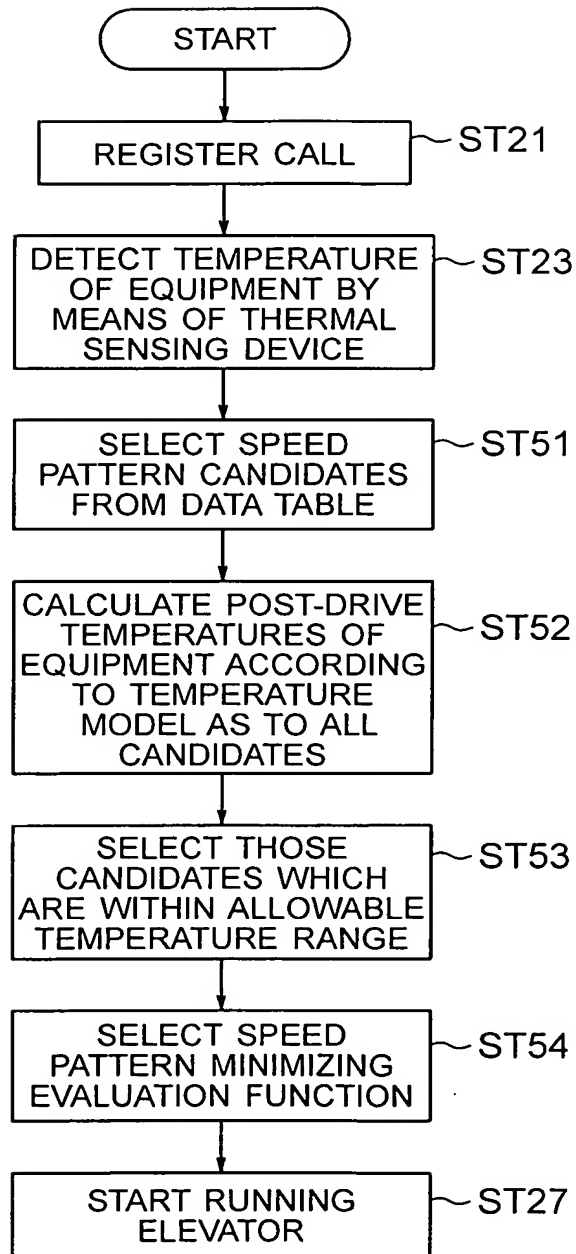 START
REGISTER CALL
ST21
DETECT TEMPERATURE
OF EQUIPMENT BY
MEANS OF THERMAL
SENSING DEVICE
ST23
SELECT SPEED
PATTERN CANDIDATES
FROM DATA TABLE
ST51
CALCULATE POST-DRIVE
TEMPERATURES OF
EQUIPMENT ACCORDING
TO TEMPERATURE
MODEL AS TO ALL
CANDIDATES
ST52
SELECT THOSE
CANDIDATES WHICH
ARE WITHIN ALLOWABLE
TEMPERATURE RANGE
ST53
SELECT SPEED
PATTERN MINIMIZING
EVALUATION FUNCTION
ST54
START RUNNING
ELEVATOR
ST27